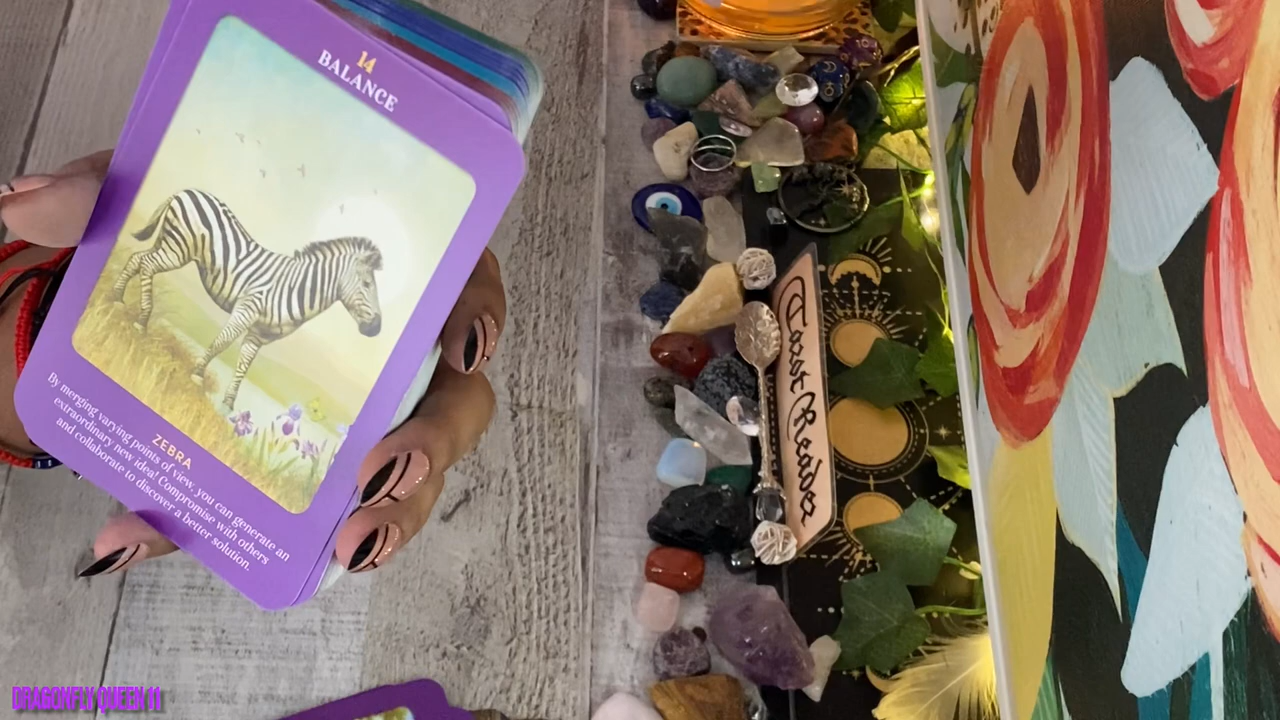 14
BALANCE
ZEBRA
By merging varying points of view, you can generate an
extraordinary new idea! Compromise with others
and collaborate to discover a better solution.
Tarot Reader
DRAGONFLY QUEEN 11